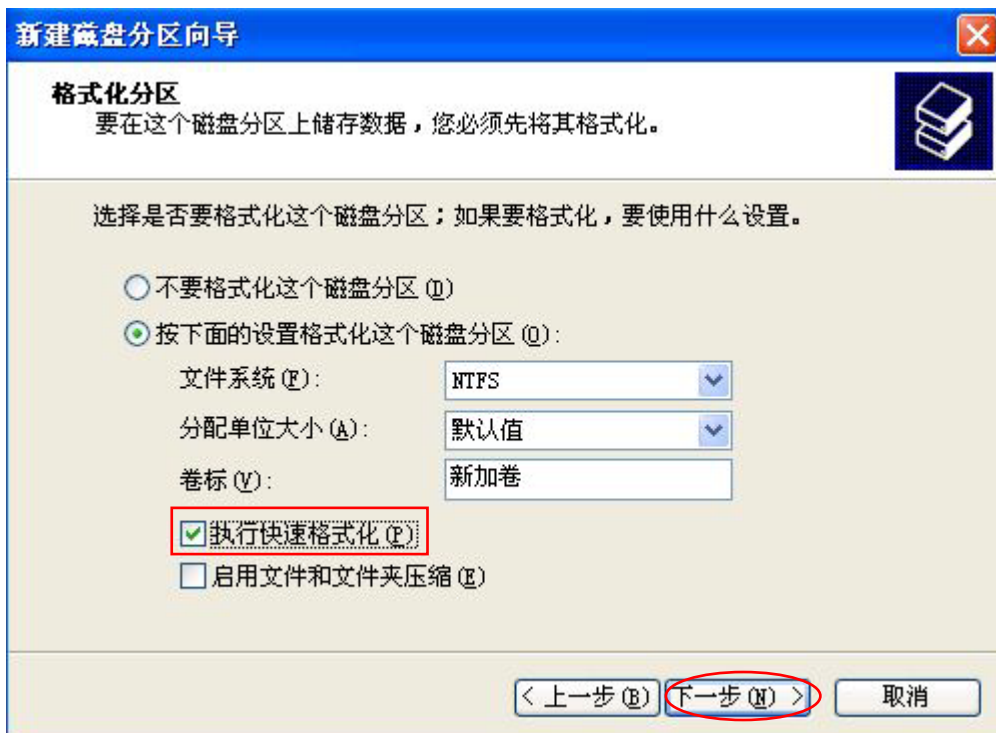 新建磁盘分区向导
格式化分区
要在这个磁盘分区上储存数据，您必须先将其格式化。
选择是否要格式化这个磁盘分区；如果要格式化，要使用什么设置。
不要格式化这个磁盘分区(D)
按下面的设置格式化这个磁盘分区(O):
文件系统(F): NTFS
分配单位大小(A): 默认值
卷标(V): 新加卷
执行快速格式化(P)
启用文件和文件夹压缩(E)
< 上一步(B) 下一步(N) > 取消